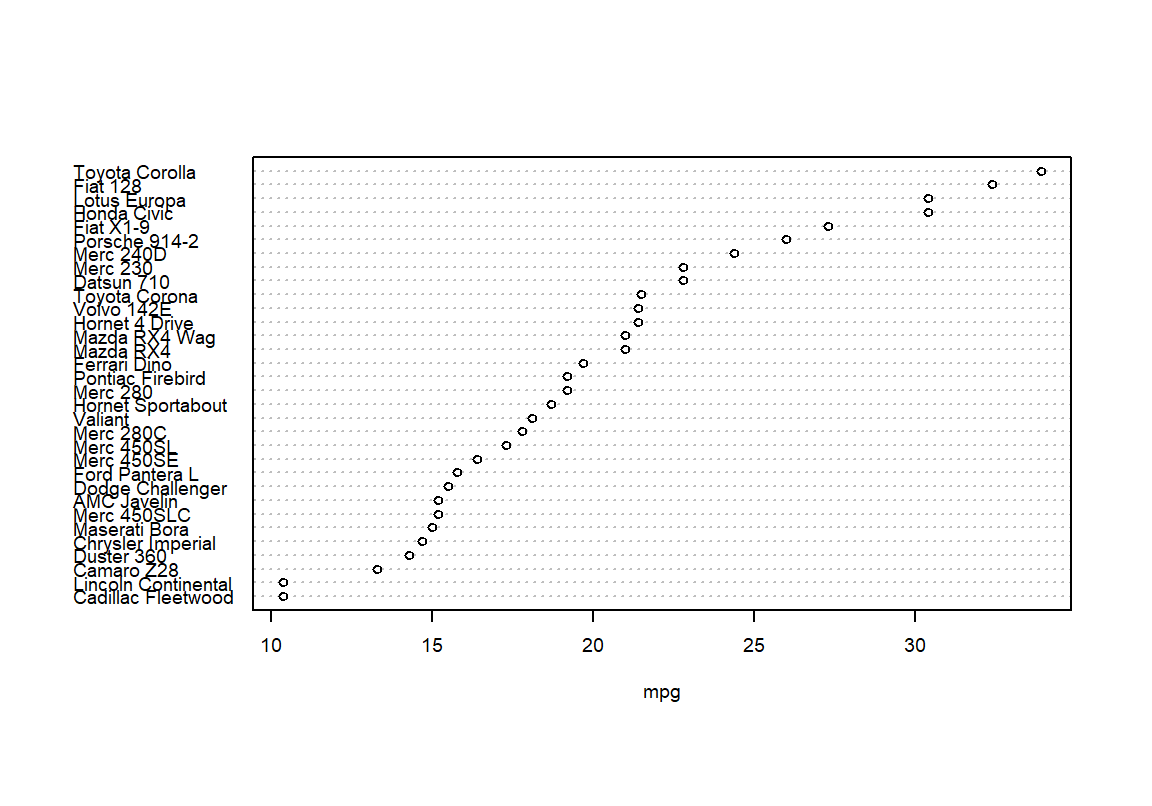 Toyota Corolla
Fiat 128
Lotus Europa
Honda Civic
Fiat X1-9
Porsche 914-2
Merc 240D
Merc 230
Datsun 710
Toyota Corona
Volvo 142E
Hornet 4 Drive
Mazda RX4 Wag
Mazda RX4
Ferrari Dino
Pontiac Firebird
Merc 280
Hornet Sportabout
Valiant
Merc 280C
Merc 450SL
Merc 450SE
Ford Pantera L
Dodge Challenger
AMC Javelin
Merc 450SLC
Maserati Bora
Chrysler Imperial
Duster 360
Camaro Z28
Lincoln Continental
Cadillac Fleetwood
10 15 20 25 30
mpg